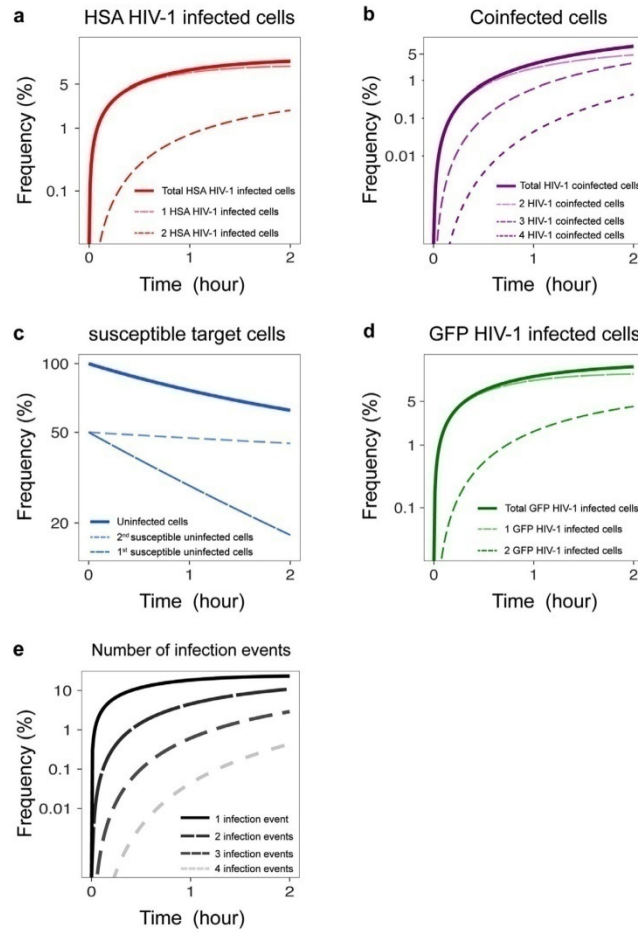 a
HSA HIV-1 infected cells
Frequency (%)
5
1
0.1
Total HSA HIV-1 infected cells
1 HSA HIV-1 infected cells
2 HSA HIV-1 infected cells
0
2
Time (hour)
b
Coinfected cells
Frequency (%)
5
1
0.1
0.01
Total HIV-1 coinfected cells
2 HIV-1 coinfected cells
3 HIV-1 coinfected cells
4 HIV-1 coinfected cells
0
1
2
Time (hour)
c
susceptible target cells
Frequency (%)
100
50
20
Uninfected cells
2nd susceptible uninfected cells
1st susceptible uninfected cells
0
1
2
Time (hour)
d
GFP HIV-1 infected cells
Frequency (%)
5
1
0.1
Total GFP HIV-1 infected cells
1 GFP HIV-1 infected cells
2 GFP HIV-1 infected cells
0
1
2
Time (hour)
e
Number of infection events
Frequency (%)
10
1
0.1
0.01
1 infection event
2 infection events
3 infection events
4 infection events
0
1
2
Time (hour)